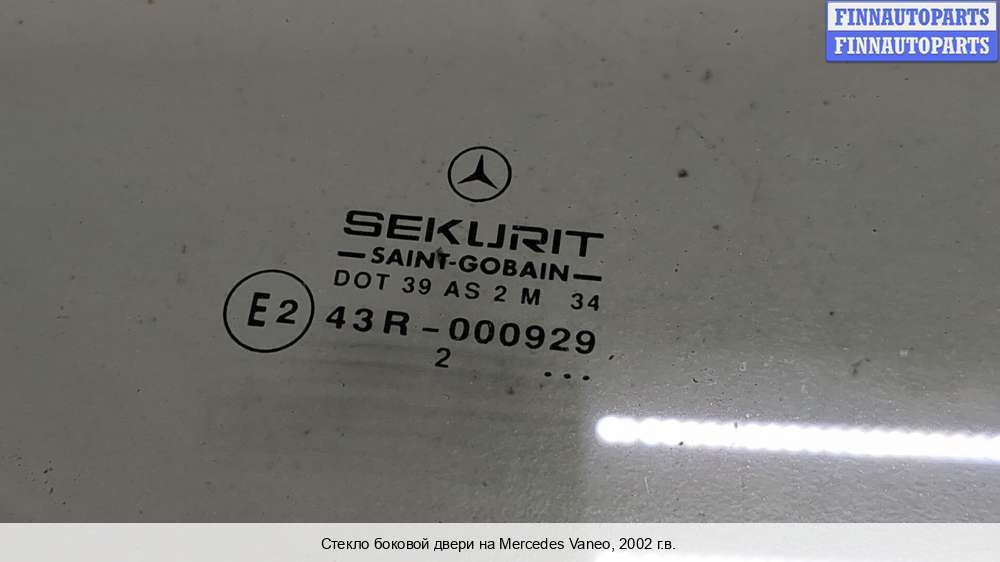 FINNAUTOPARTS
FINNAUTOPARTS
SEKURIT
SAINT-GOBAIN
DOT 39 AS 2 M 34
E2 43R-000929
2 ...
Стекло боковой двери на Mercedes Vaneo, 2002 г.в.